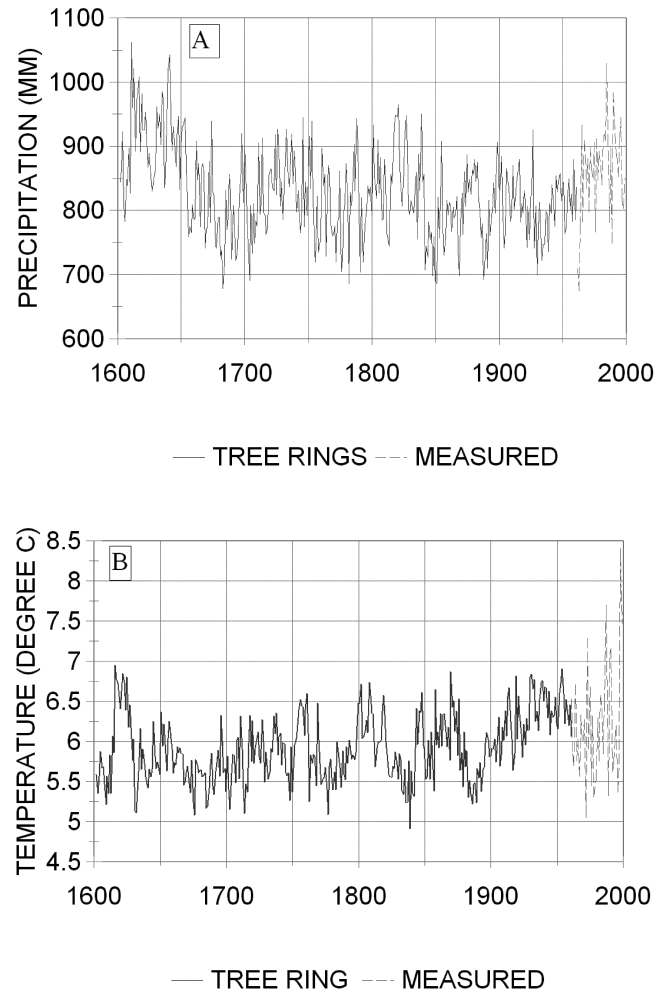 A
PRECIPITATION (MM)
1100
1000
900
800
700
600
1600 1700 1800 1900 2000
TREE RINGS MEASURED
B
TEMPERATURE (DEGREE C)
8.5
8
7.5
7
6.5
6
5.5
5
4.5
1600 1700 1800 1900 2000
TREE RING MEASURED